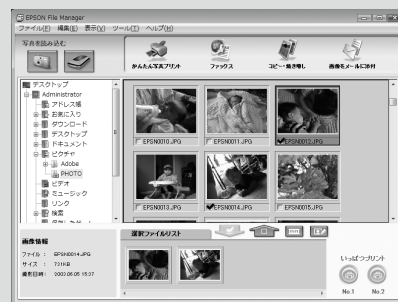 EPSON File Manager
ファイル(F) 編集(E) 表示(V) ツール(T) ヘルプ(H)
写真を読み込む
かんたん写真プリント
ファックス
コピー・焼き増し
画像をメールに添付
デスクトップ
Administrator
アドレス帳
お気に入り
ダウンロード
デスクトップ
ドキュメント
ピクチャ
Adobe
PHOTO
ビデオ
ミュージック
リンク
検索
EPSN0010.JPG
EPSN0011.JPG
EPSN0012.JPG
EPSN0013.JPG
EPSN0014.JPG
EPSN0015.JPG
画像情報
ファイル : EPSN0014.JPG
サイズ : 731KB
撮影日時 : 2003.06.05 15:37
選択ファイルリスト
いっぱつプリント
No.1
No.2